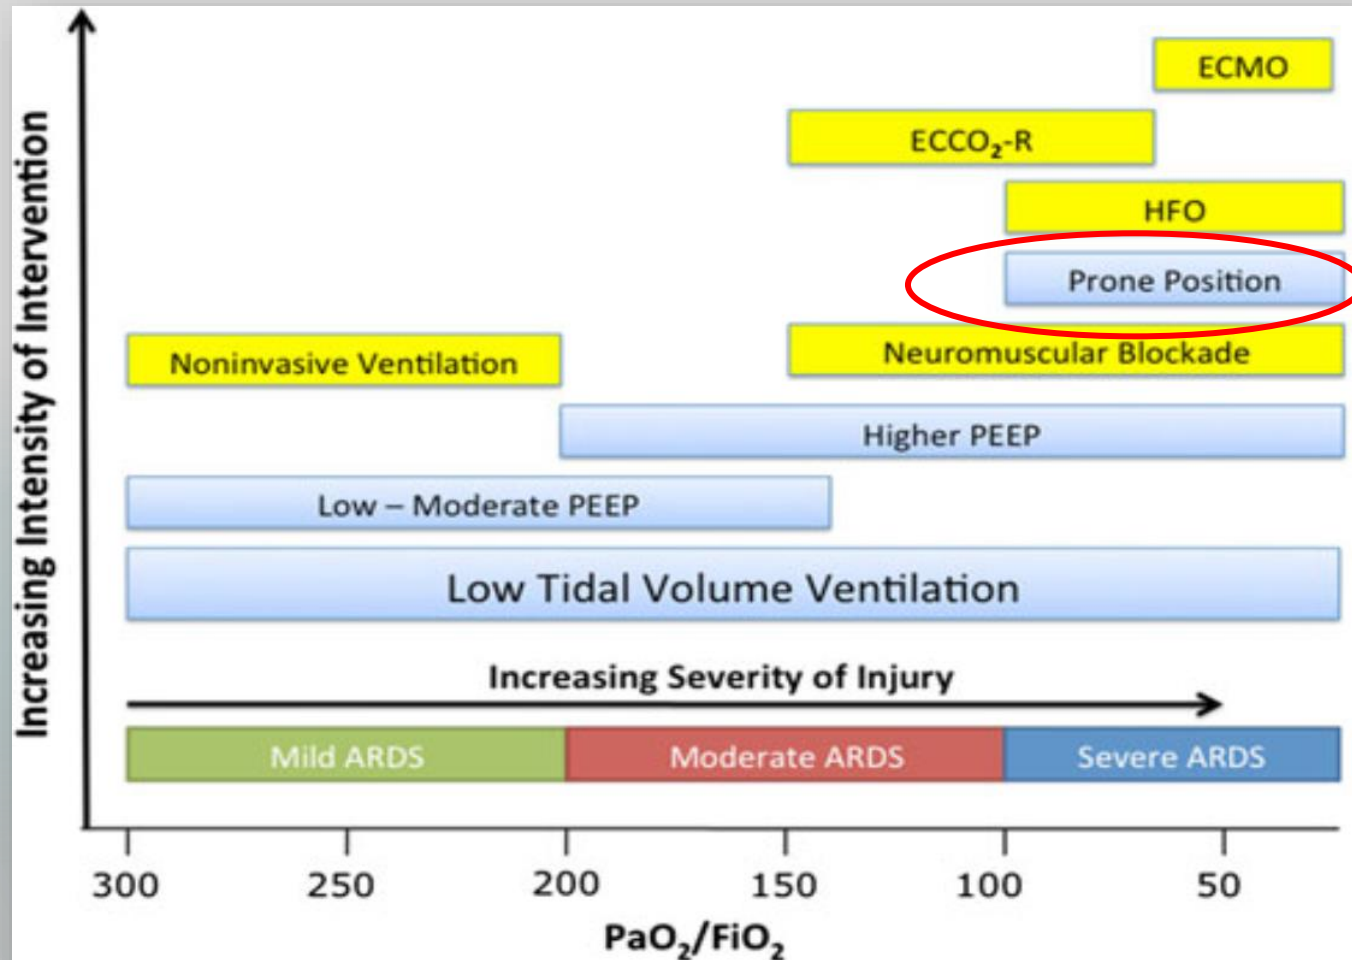 Increasing Intensity of Intervention
ECMO
ECCO₂-R
HFO
Prone Position
Neuromuscular Blockade
Noninvasive Ventilation
Higher PEEP
Low – Moderate PEEP
Low Tidal Volume Ventilation
Increasing Severity of Injury
Mild ARDS
Moderate ARDS
Severe ARDS
300
250
200
150
100
50
PaO₂/FiO₂